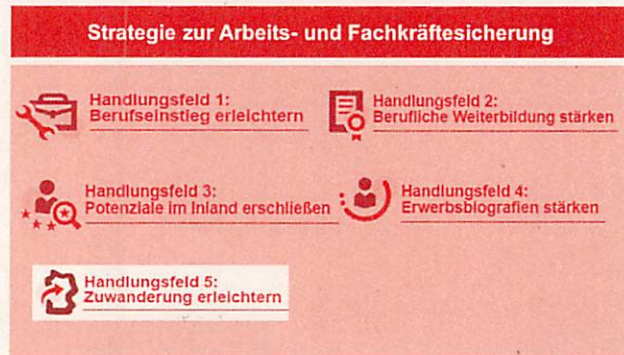 Strategie zur Arbeits- und Fachkräftesicherung
Handlungsfeld 1:
Berufseinstieg erleichtern
Handlungsfeld 2:
Berufliche Weiterbildung stärken
Handlungsfeld 3:
Potenziale im Inland erschließen
Handlungsfeld 4:
Erwerbsbiografien stärken
Handlungsfeld 5:
Zuwanderung erleichtern